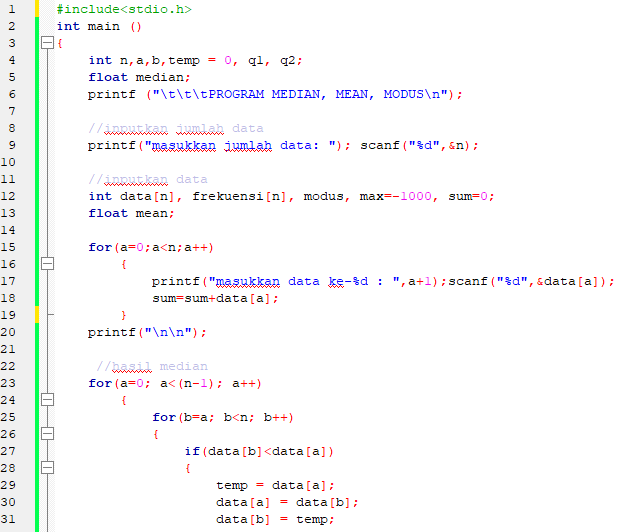 1 #include<stdio.h>
2 int main ()
3 {
4 int n,a,b,temp = 0, q1, q2;
5 float median;
6 printf ("\t\t\tPROGRAM MEDIAN, MEAN, MODUS\n");
7
8 //inputkan jumlah data
9 printf("masukkan jumlah data: "); scanf("%d",&n);
10
11 //inputkan data
12 int data[n], frekuensi[n], modus, max=-1000, sum=0;
13 float mean;
14
15 for(a=0;a<n;a++)
16 {
17 printf("masukkan data ke-%d : ",a+1);scanf("%d",&data[a]);
18 sum=sum+data[a];
19 }
20 printf("\n\n");
21
22 //hasil median
23 for(a=0; a<(n-1); a++)
24 {
25 for(b=a; b<n; b++)
26 {
27 if(data[b]<data[a])
28 {
29 temp = data[a];
30 data[a] = data[b];
31 data[b] = temp;